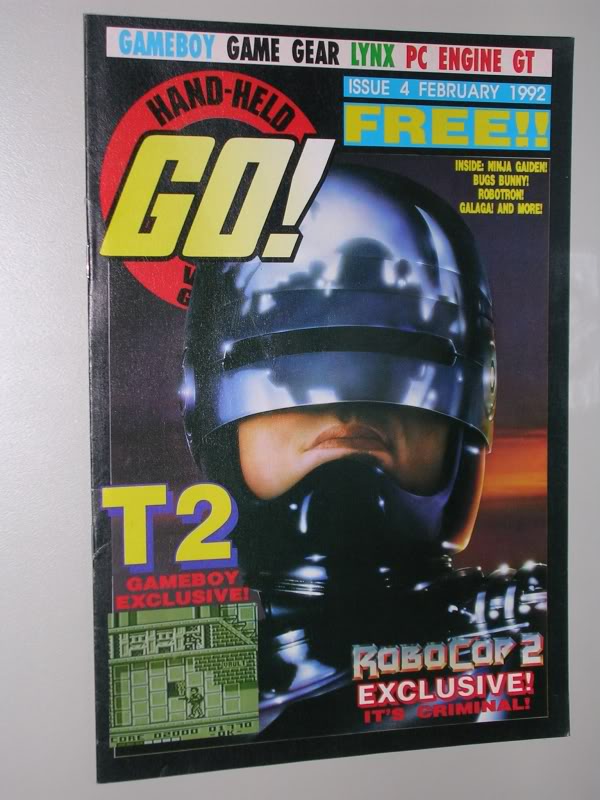 GAMEBOY GAME GEAR LYNX PC ENGINE GT
ISSUE 4 FEBRUARY 1992
FREE!!
HAND-HELD
GO!
INSIDE: NINJA GAIDEN!
BUGS BUNNY!
ROBOTRON!
GALAGA! AND MORE!
T2
GAMEBOY
EXCLUSIVE!
VAULT
ROBOCOP 2
EXCLUSIVE!
IT'S CRIMINAL!